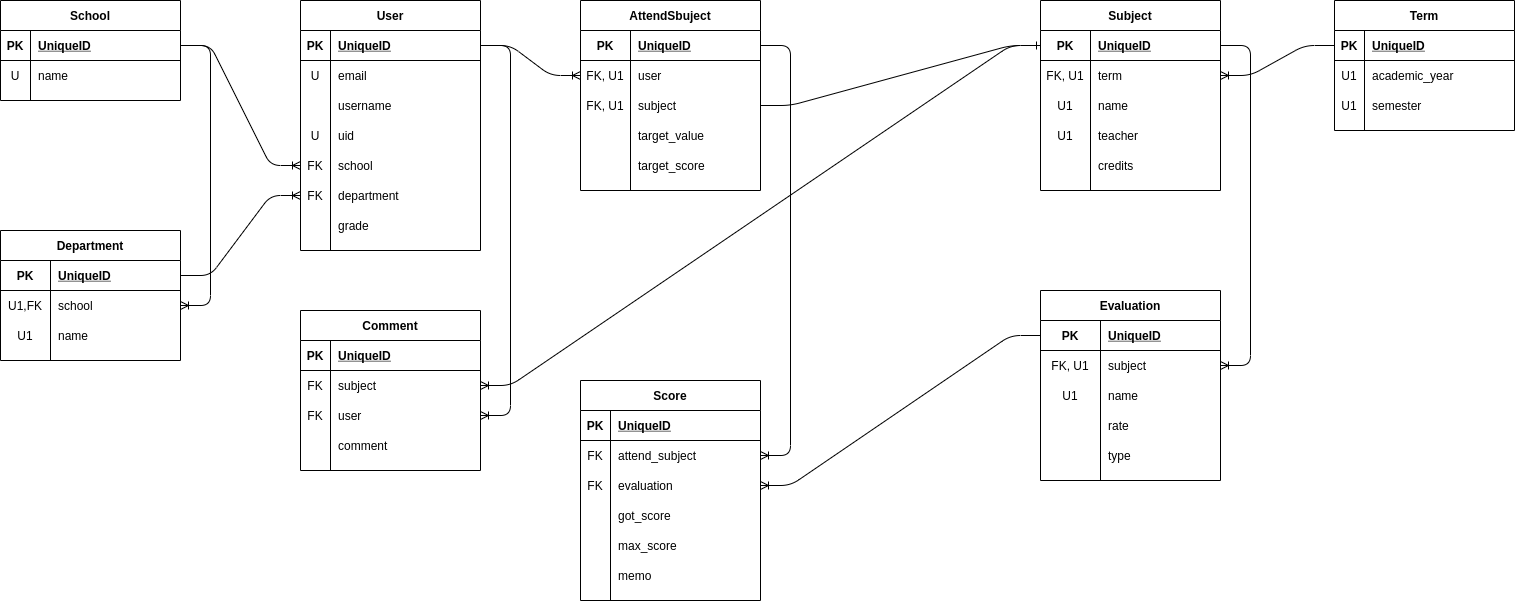 School
PK UniqueID
U name
User
PK UniqueID
U email
username
U uid
FK school
FK department
grade
AttendSbuject
PK UniqueID
FK, U1 user
FK, U1 subject
target_value
target_score
Subject
PK UniqueID
FK, U1 term
U1 name
U1 teacher
credits
Term
PK UniqueID
U1 academic_year
U1 semester
Department
PK UniqueID
U1,FK school
U1 name
Comment
PK UniqueID
FK subject
FK user
comment
Score
PK UniqueID
FK attend_subject
FK evaluation
got_score
max_score
memo
Evaluation
PK UniqueID
FK, U1 subject
U1 name
rate
type